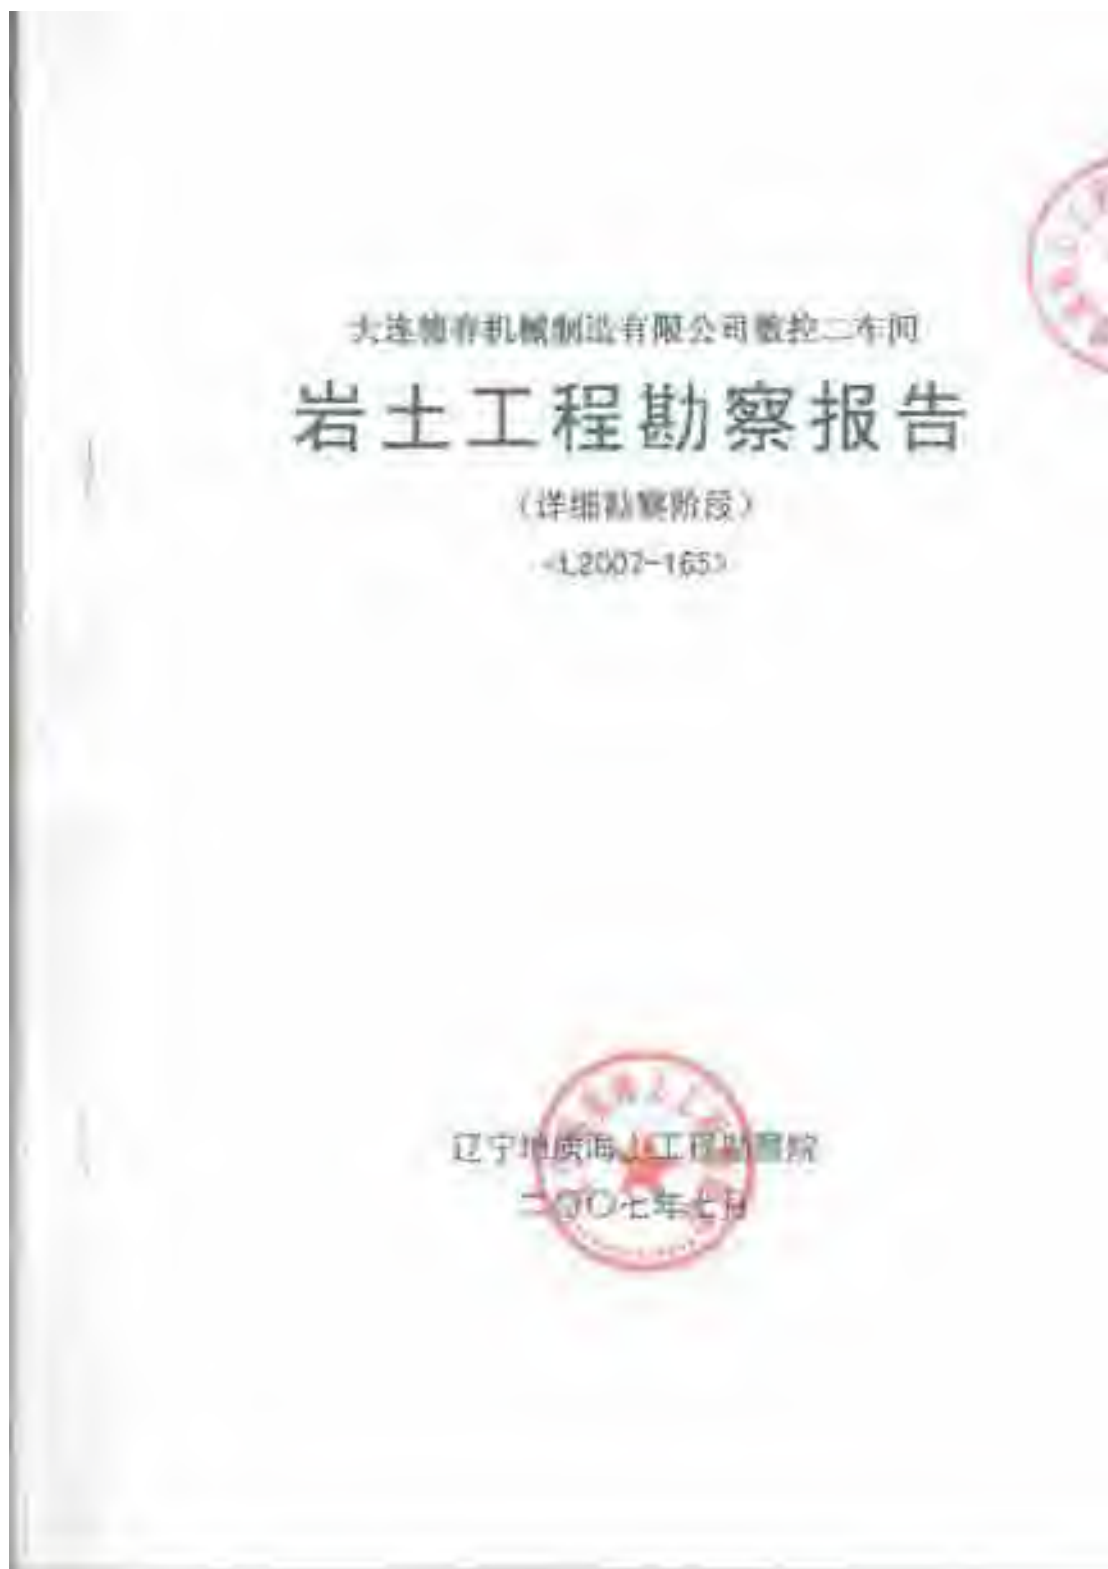 大连德有机械制造有限公司数控二车间
岩土工程勘察报告
（详细勘察阶段）
<L2007-165>
辽宁地质海上工程勘察院
二〇〇七年七月